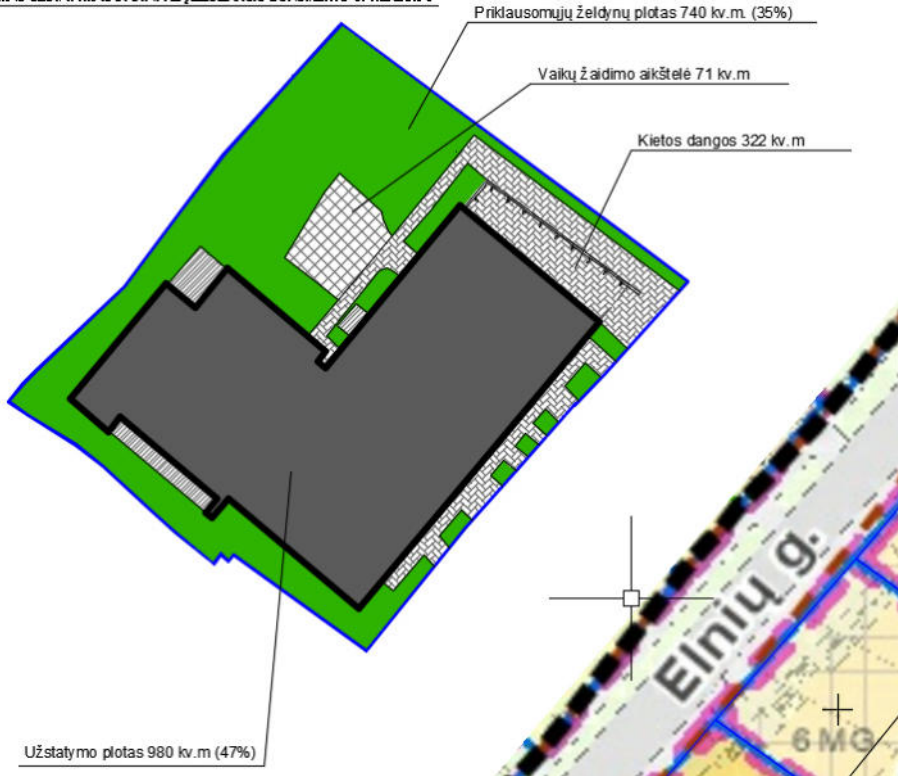 Priklausomųjų želdynų plotas 740 kv.m. (35%)
Vaikų žaidimo aikštelė 71 kv.m
Kietos dangos 322 kv.m
Elnių g.
6 MG
Užstatymo plotas 980 kv.m (47%)